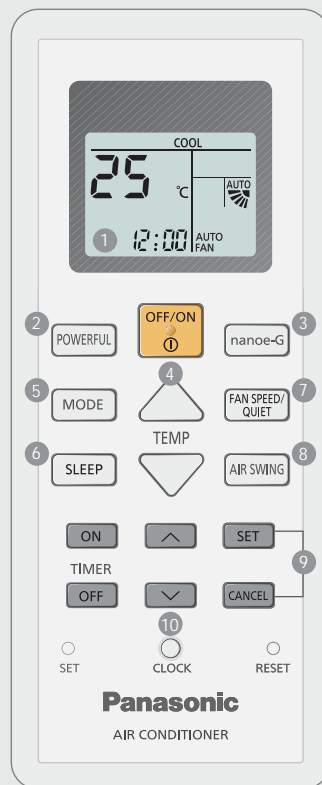 COOL
25 ℃
AUTO
1 12:00 AUTO FAN
2 3
POWERFUL OFF/ON nanoe-G
5 4 7
MODE FAN SPEED/ QUIET
TEMP
6 8
SLEEP AIR SWING
ON SET
TIMER 9
OFF CANCEL
10
SET CLOCK RESET
Panasonic
AIR CONDITIONER